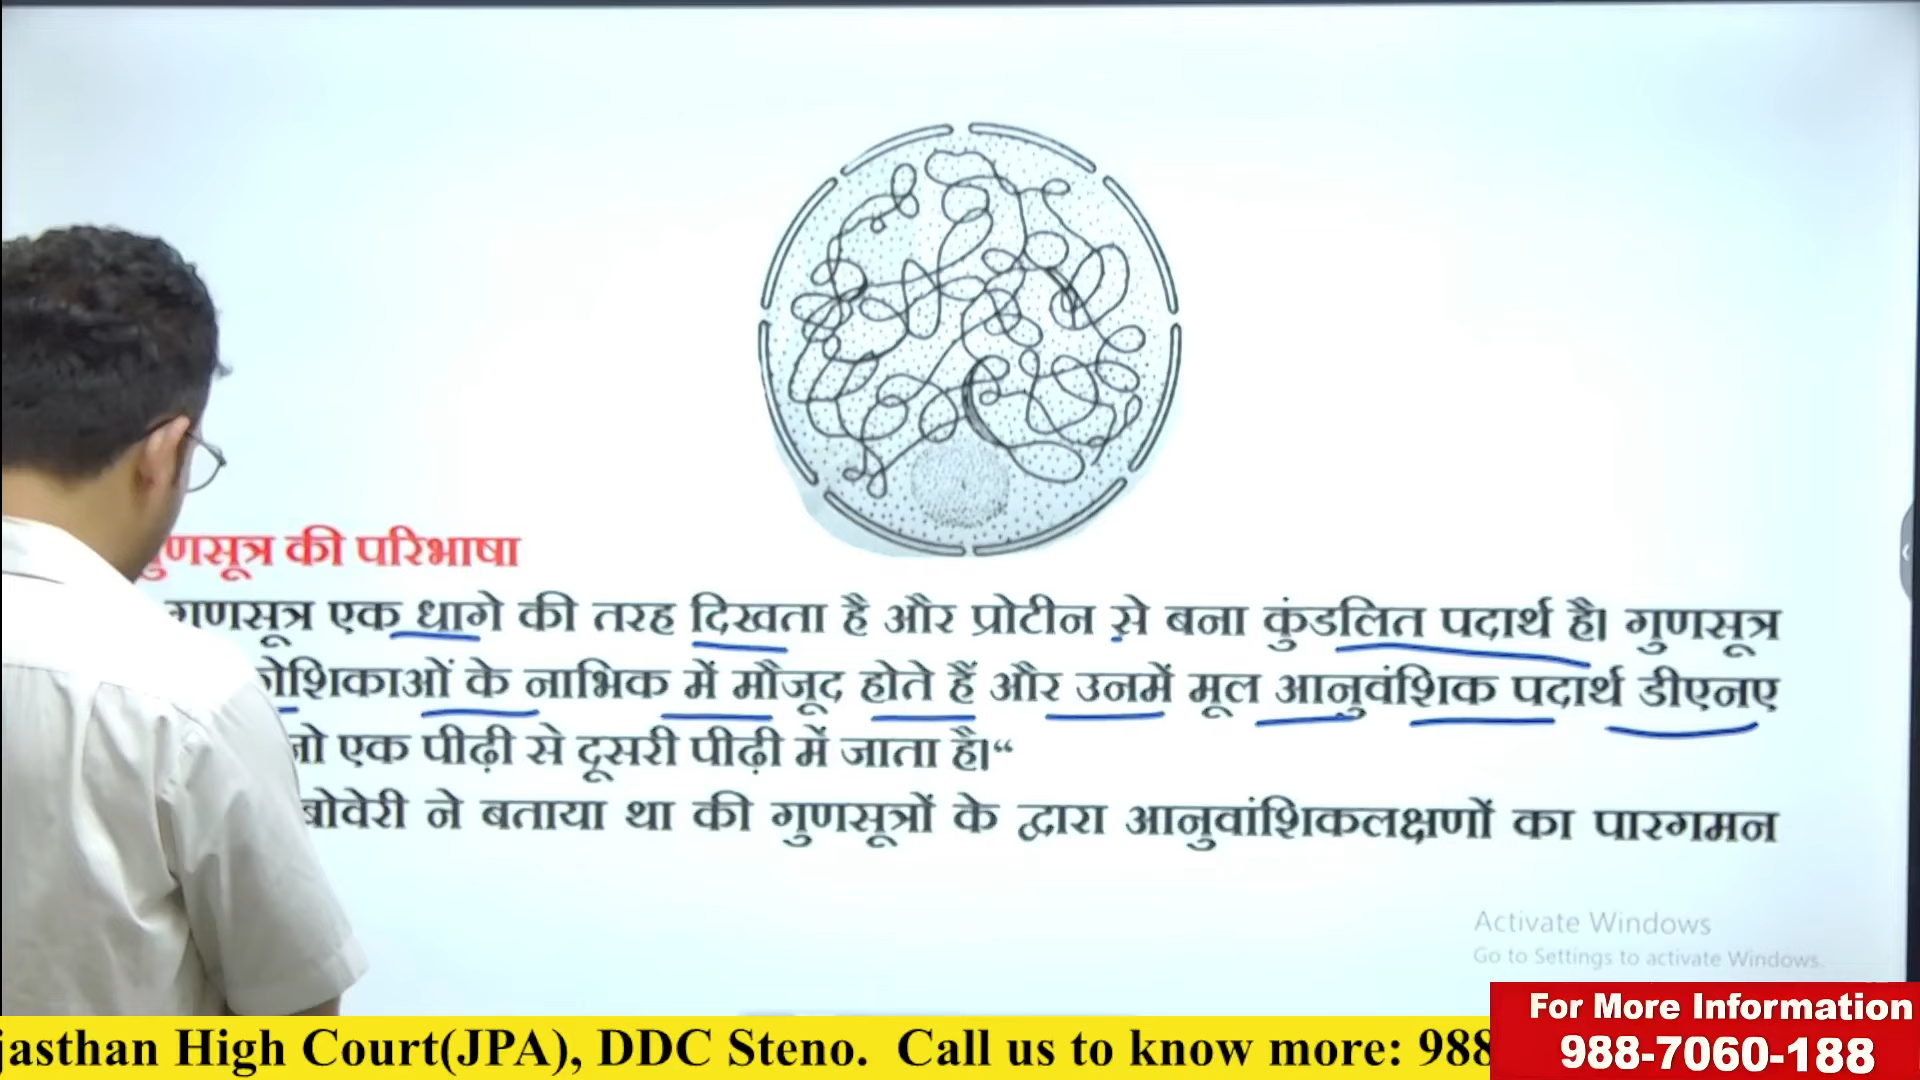 गुणसूत्र की परिभाषा
गुणसूत्र एक धागे की तरह दिखता है और प्रोटीन से बना कुंडलित पदार्थ है। गुणसूत्र
कोशिकाओं के नाभिक में मौजूद होते हैं और उनमें मूल आनुवंशिक पदार्थ डीएनए
जो एक पीढ़ी से दूसरी पीढ़ी में जाता है।“
बोवेरी ने बताया था की गुणसूत्रों के द्वारा आनुवांशिकलक्षणों का पारगमन
Activate Windows
Go to Settings to activate Windows.
For More Information
jasthan High Court(JPA), DDC Steno. Call us to know more: 988
988-7060-188